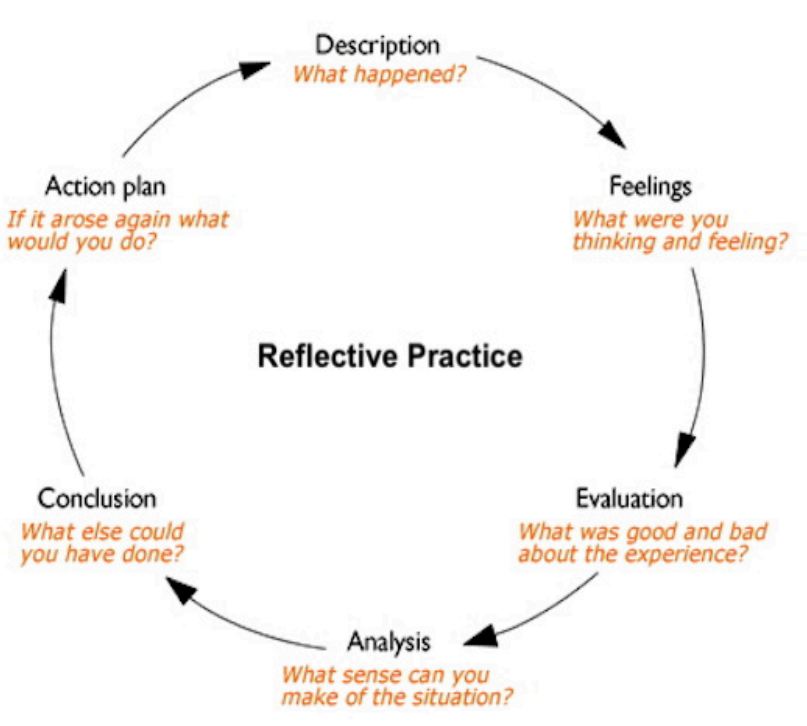 Description
What happened?
Feelings
What were you
thinking and feeling?
Evaluation
What was good and bad
about the experience?
Analysis
What sense can you
make of the situation?
Conclusion
What else could
you have done?
Action plan
If it arose again what
would you do?
Reflective Practice